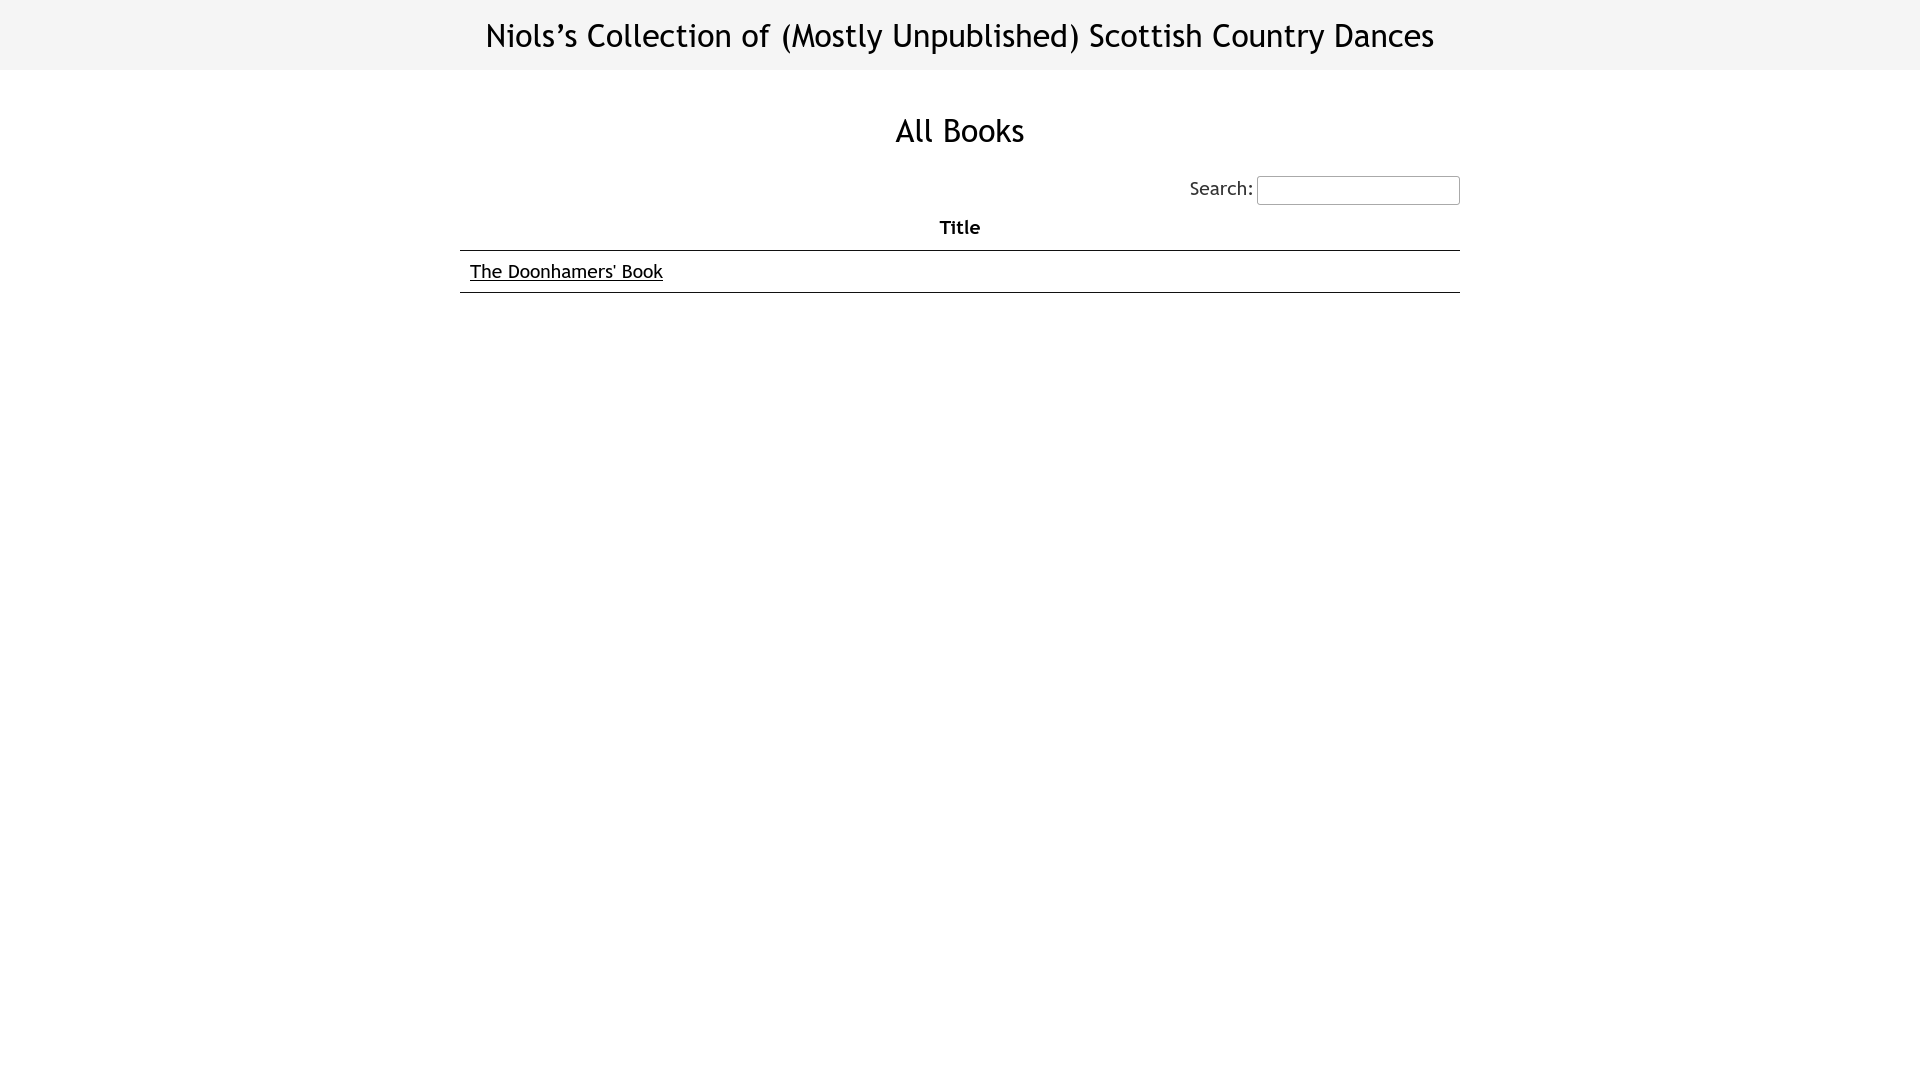 Niols’s Collection of (Mostly Unpublished) Scottish Country Dances
All Books
Search:
Title
The Doonhamers' Book